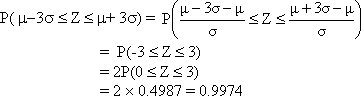 P( μ−3σ ≤ Z ≤ μ+ 3σ) = P(μ−3σ−μ/σ ≤ Z ≤ μ+3σ−μ/σ)
= P(-3 ≤ Z ≤ 3)
= 2P(0 ≤ Z ≤ 3)
= 2 × 0.4987 = 0.9974